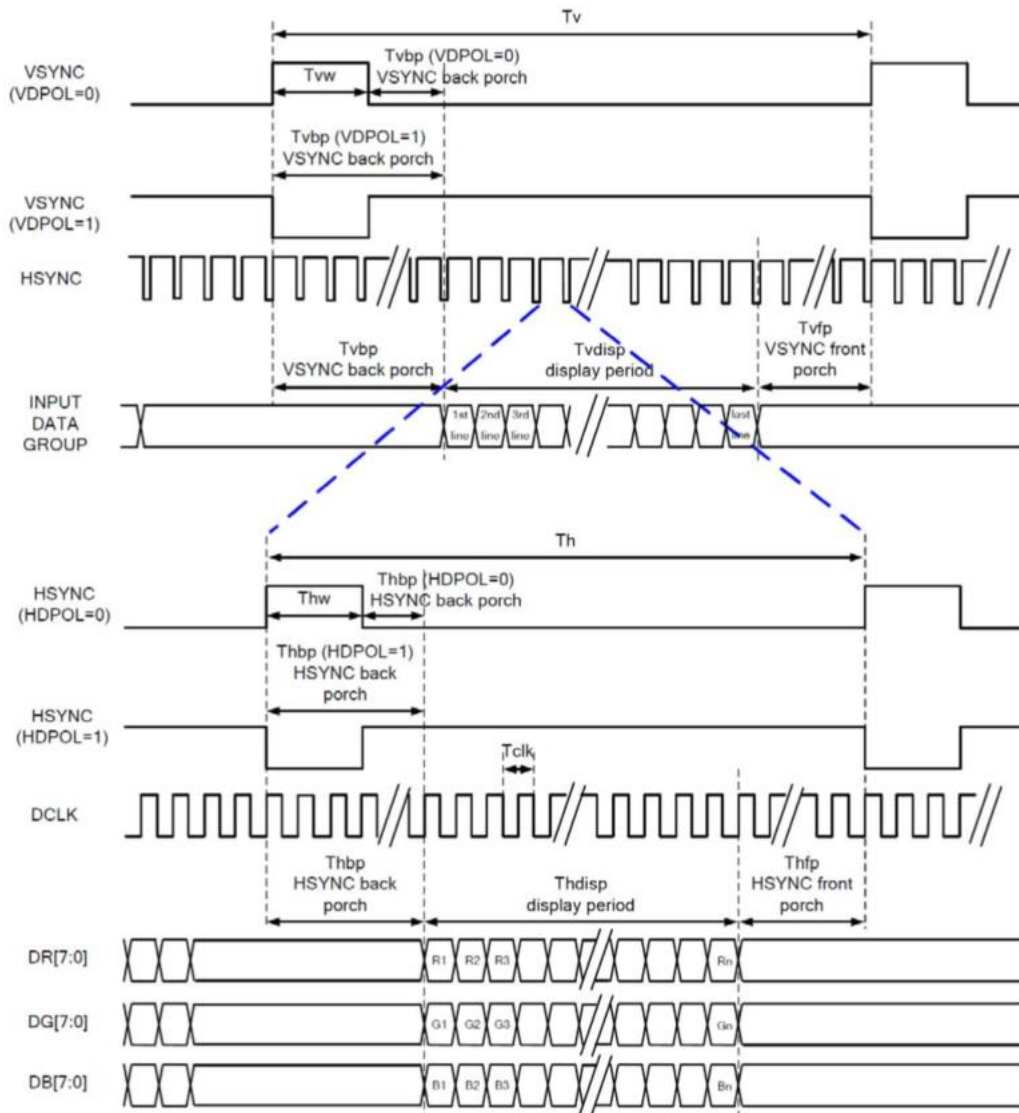 Tv
VSYNC
(VDPOL=0)
Tvw
Tvbp (VDPOL=0)
VSYNC back porch
Tvbp (VDPOL=1)
VSYNC back porch
VSYNC
(VDPOL=1)
HSYNC
Tvbp
VSYNC back porch
Tvdisp
display period
Tvfp
VSYNC front
porch
INPUT
DATA
GROUP
1st
line
2nd
line
3rd
line
last
line
Th
HSYNC
(HDPOL=0)
Thw
Thbp (HDPOL=0)
HSYNC back porch
Thbp (HDPOL=1)
HSYNC back
porch
HSYNC
(HDPOL=1)
Tclk
DCLK
Thbp
HSYNC back
porch
Thdisp
display period
Thfp
HSYNC front
porch
DR[7:0]
R1 R2 R3 Rn
DG[7:0]
G1 G2 G3 Gn
DB[7:0]
B1 B2 B3 Bn